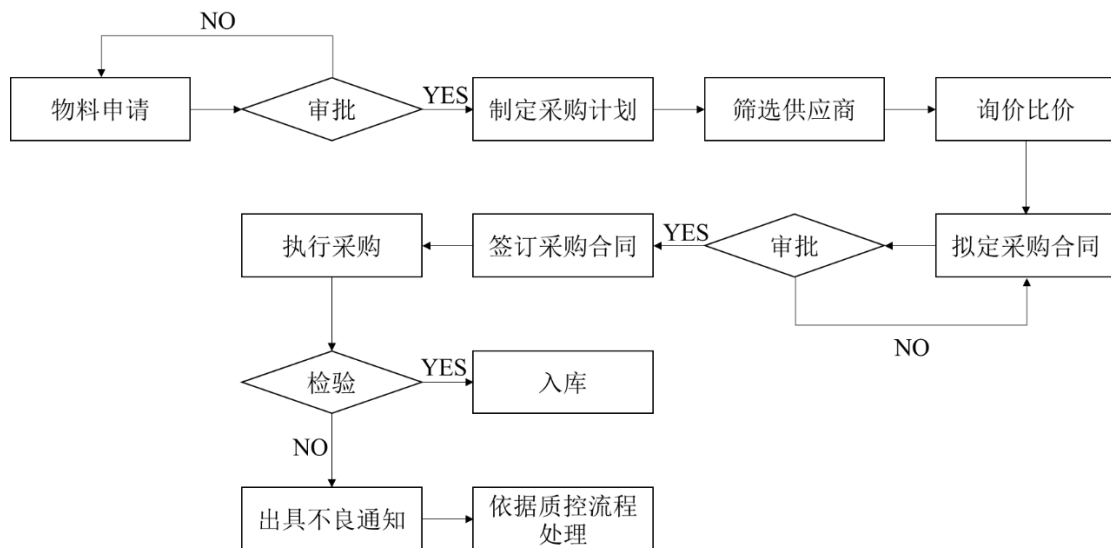 NO
物料申请
审批
YES
制定采购计划
筛选供应商
询价比价
执行采购
签订采购合同
YES
审批
拟定采购合同
NO
检验
YES
入库
NO
出具不良通知
依据质控流程
处理